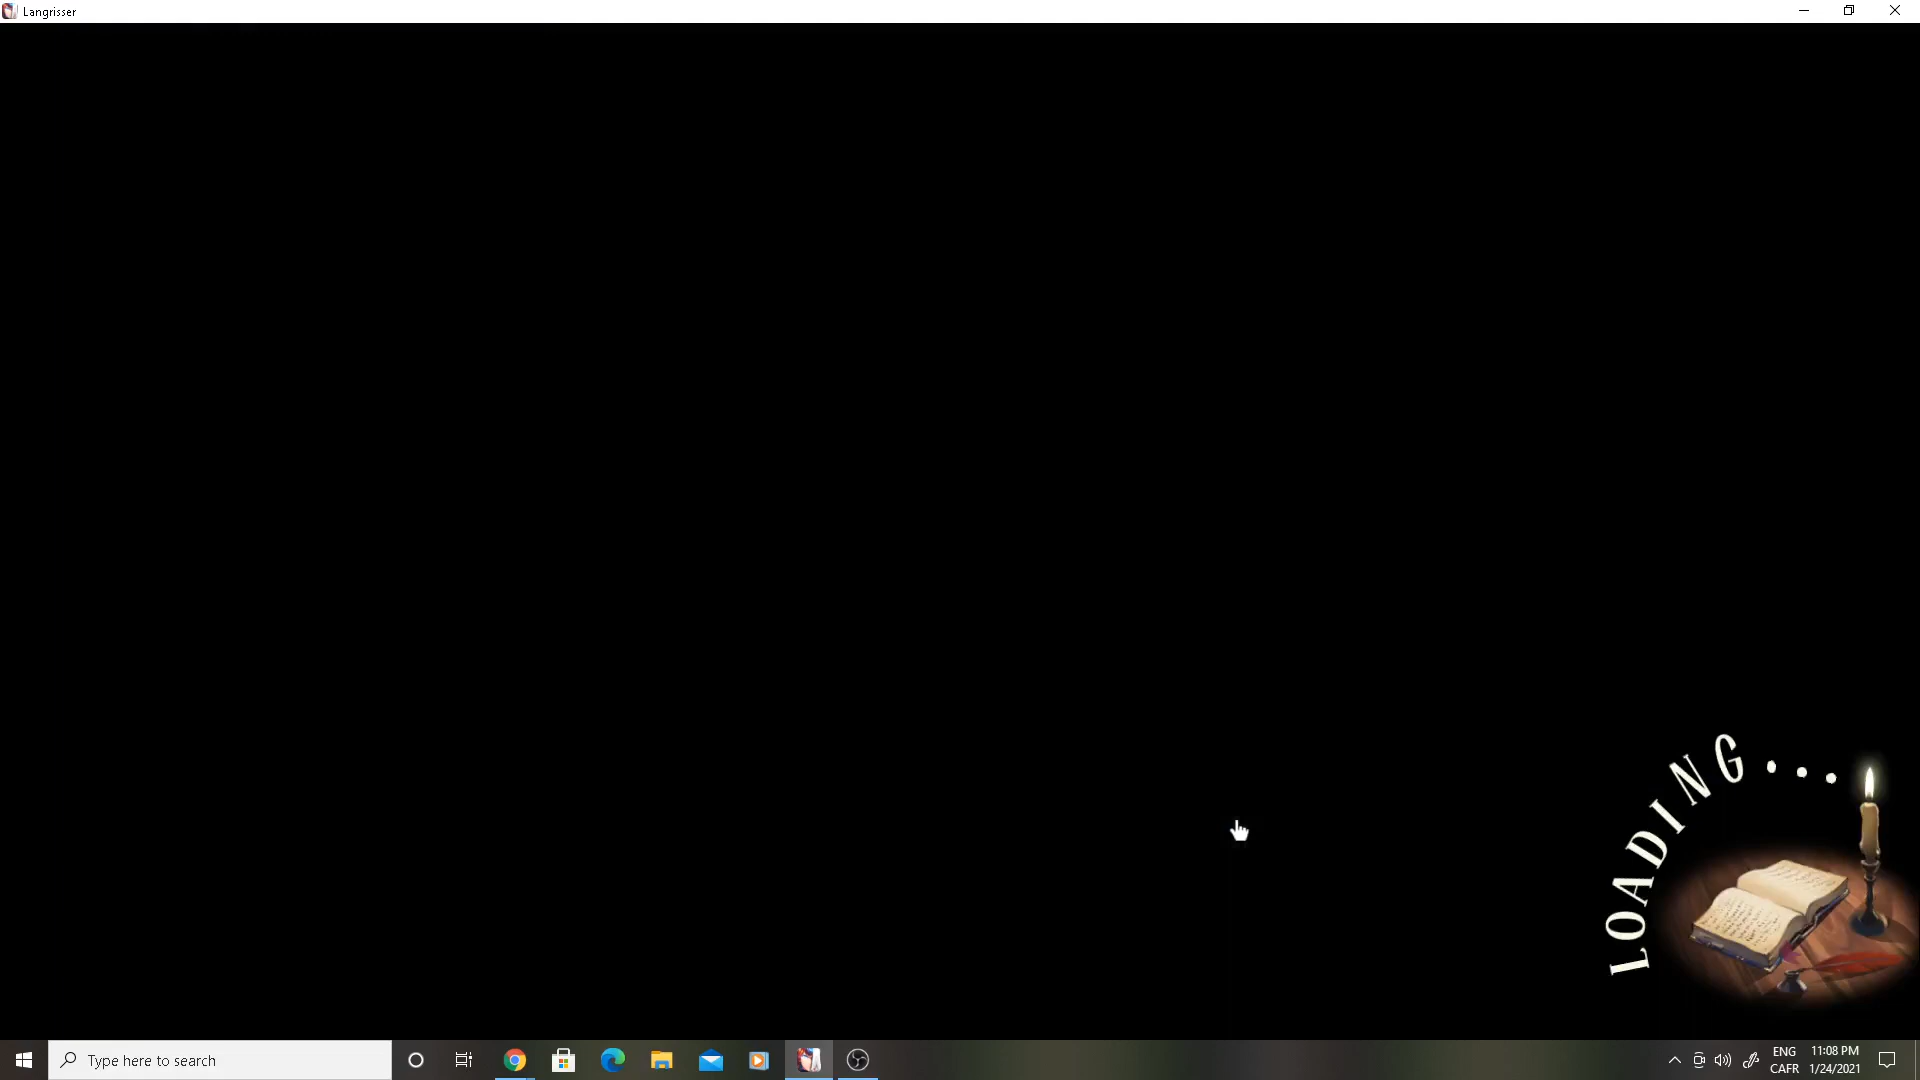 Langrisser
LOADING...
Type here to search
ENG
CAFR
11:08 PM
1/24/2021